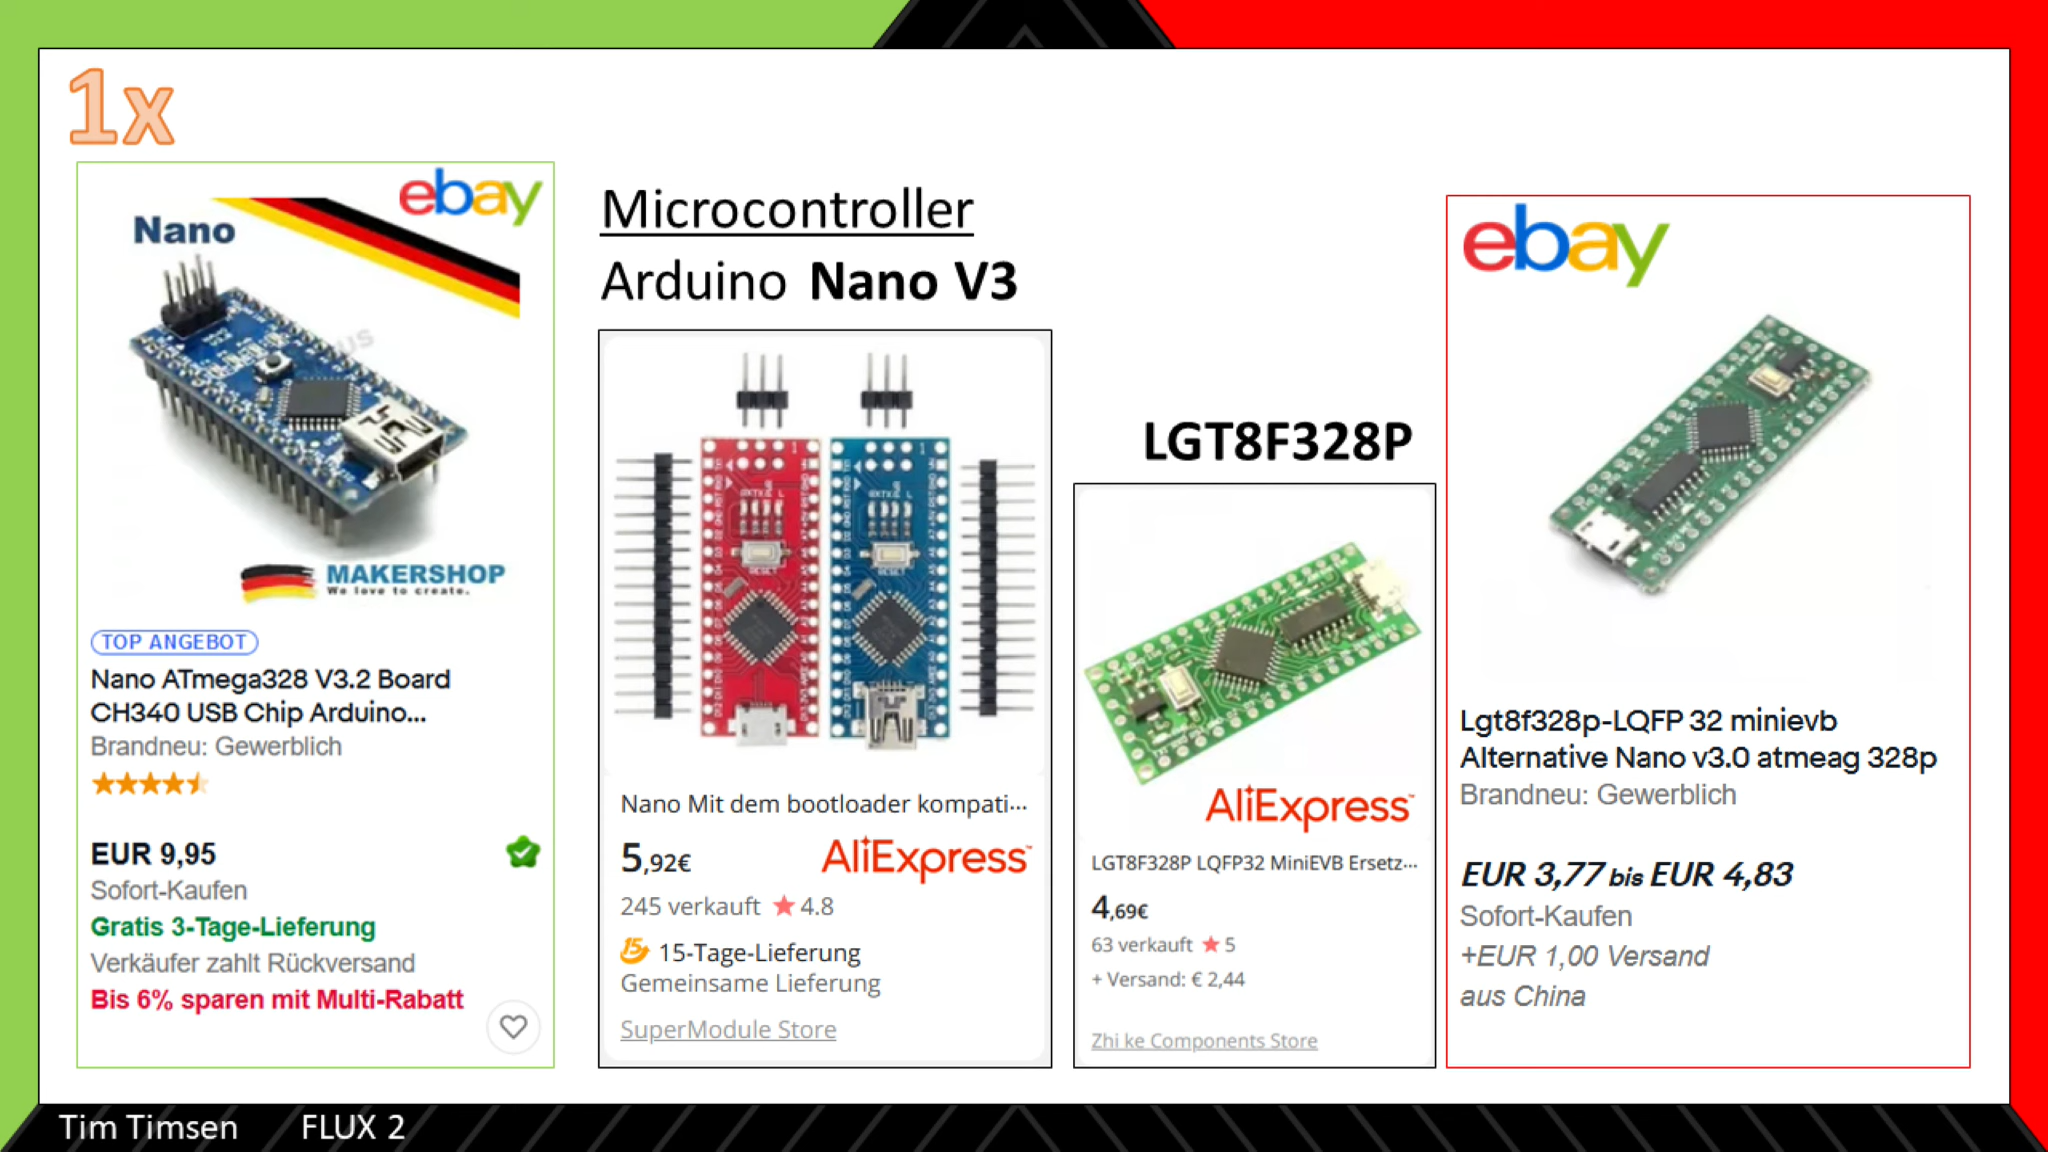 1x
ebay
Nano
MAKERSHOP
We love to create.
TOP ANGEBOT
Nano ATmega328 V3.2 Board
CH340 USB Chip Arduino...
Brandneu: Gewerblich
EUR 9,95
Sofort-Kaufen
Gratis 3-Tage-Lieferung
Verkäufer zahlt Rückversand
Bis 6% sparen mit Multi-Rabatt
Microcontroller
Arduino Nano V3
RESET
RESET
Nano Mit dem bootloader kompati...
5,92€
AliExpress
245 verkauft ★ 4.8
15-Tage-Lieferung
Gemeinsame Lieferung
SuperModule Store
LGT8F328P
AliExpress
LGT8F328P LQFP32 MiniEVB Ersetz...
4,69€
63 verkauft ★ 5
+ Versand: € 2,44
Zhi ke Components Store
ebay
Lgt8f328p-LQFP 32 minievb
Alternative Nano v3.0 atmeag 328p
Brandneu: Gewerblich
EUR 3,77 bis EUR 4,83
Sofort-Kaufen
+EUR 1,00 Versand
aus China
Tim Timsen FLUX 2